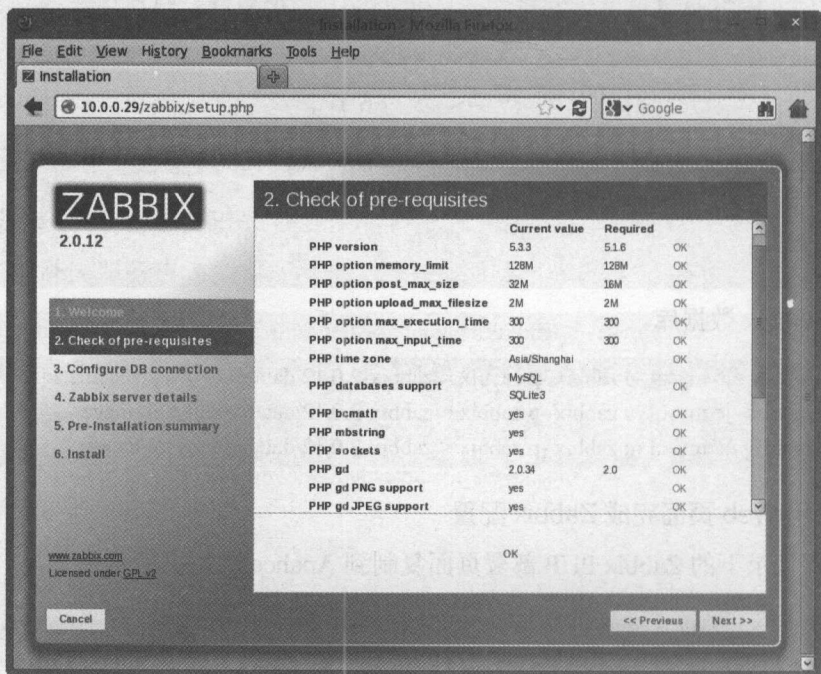 Installation - Mozilla Firefox
File Edit View History Bookmarks Tools Help
Installation
10.0.0.29/zabbix/setup.php
Google
ZABBIX
2.0.12
1. Welcome
2. Check of pre-requisites
3. Configure DB connection
4. Zabbix server details
5. Pre-Installation summary
6. Install
www.zabbix.com
Licensed under GPL v2
Cancel
2. Check of pre-requisites
Current value Required
PHP version 5.3.3 5.1.6 OK
PHP option memory_limit 128M 128M OK
PHP option post_max_size 32M 16M OK
PHP option upload_max_filesize 2M 2M OK
PHP option max_execution_time 300 300 OK
PHP option max_input_time 300 300 OK
PHP time zone Asia/Shanghai OK
PHP databases support MySQL
SQLite3 OK
PHP bcmath yes OK
PHP mbstring yes OK
PHP sockets yes OK
PHP gd 2.0.34 2.0 OK
PHP gd PNG support yes OK
PHP gd JPEG support yes OK
OK
<< Previous Next >>